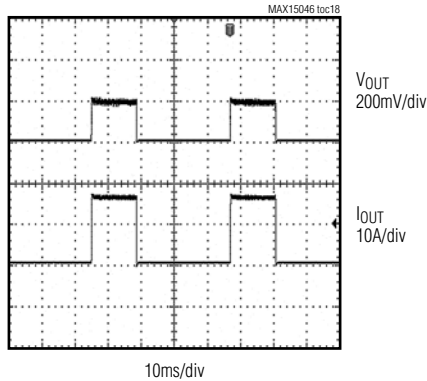 MAX15046 toc18
VOUT
200mV/div
IOUT
10A/div
10ms/div